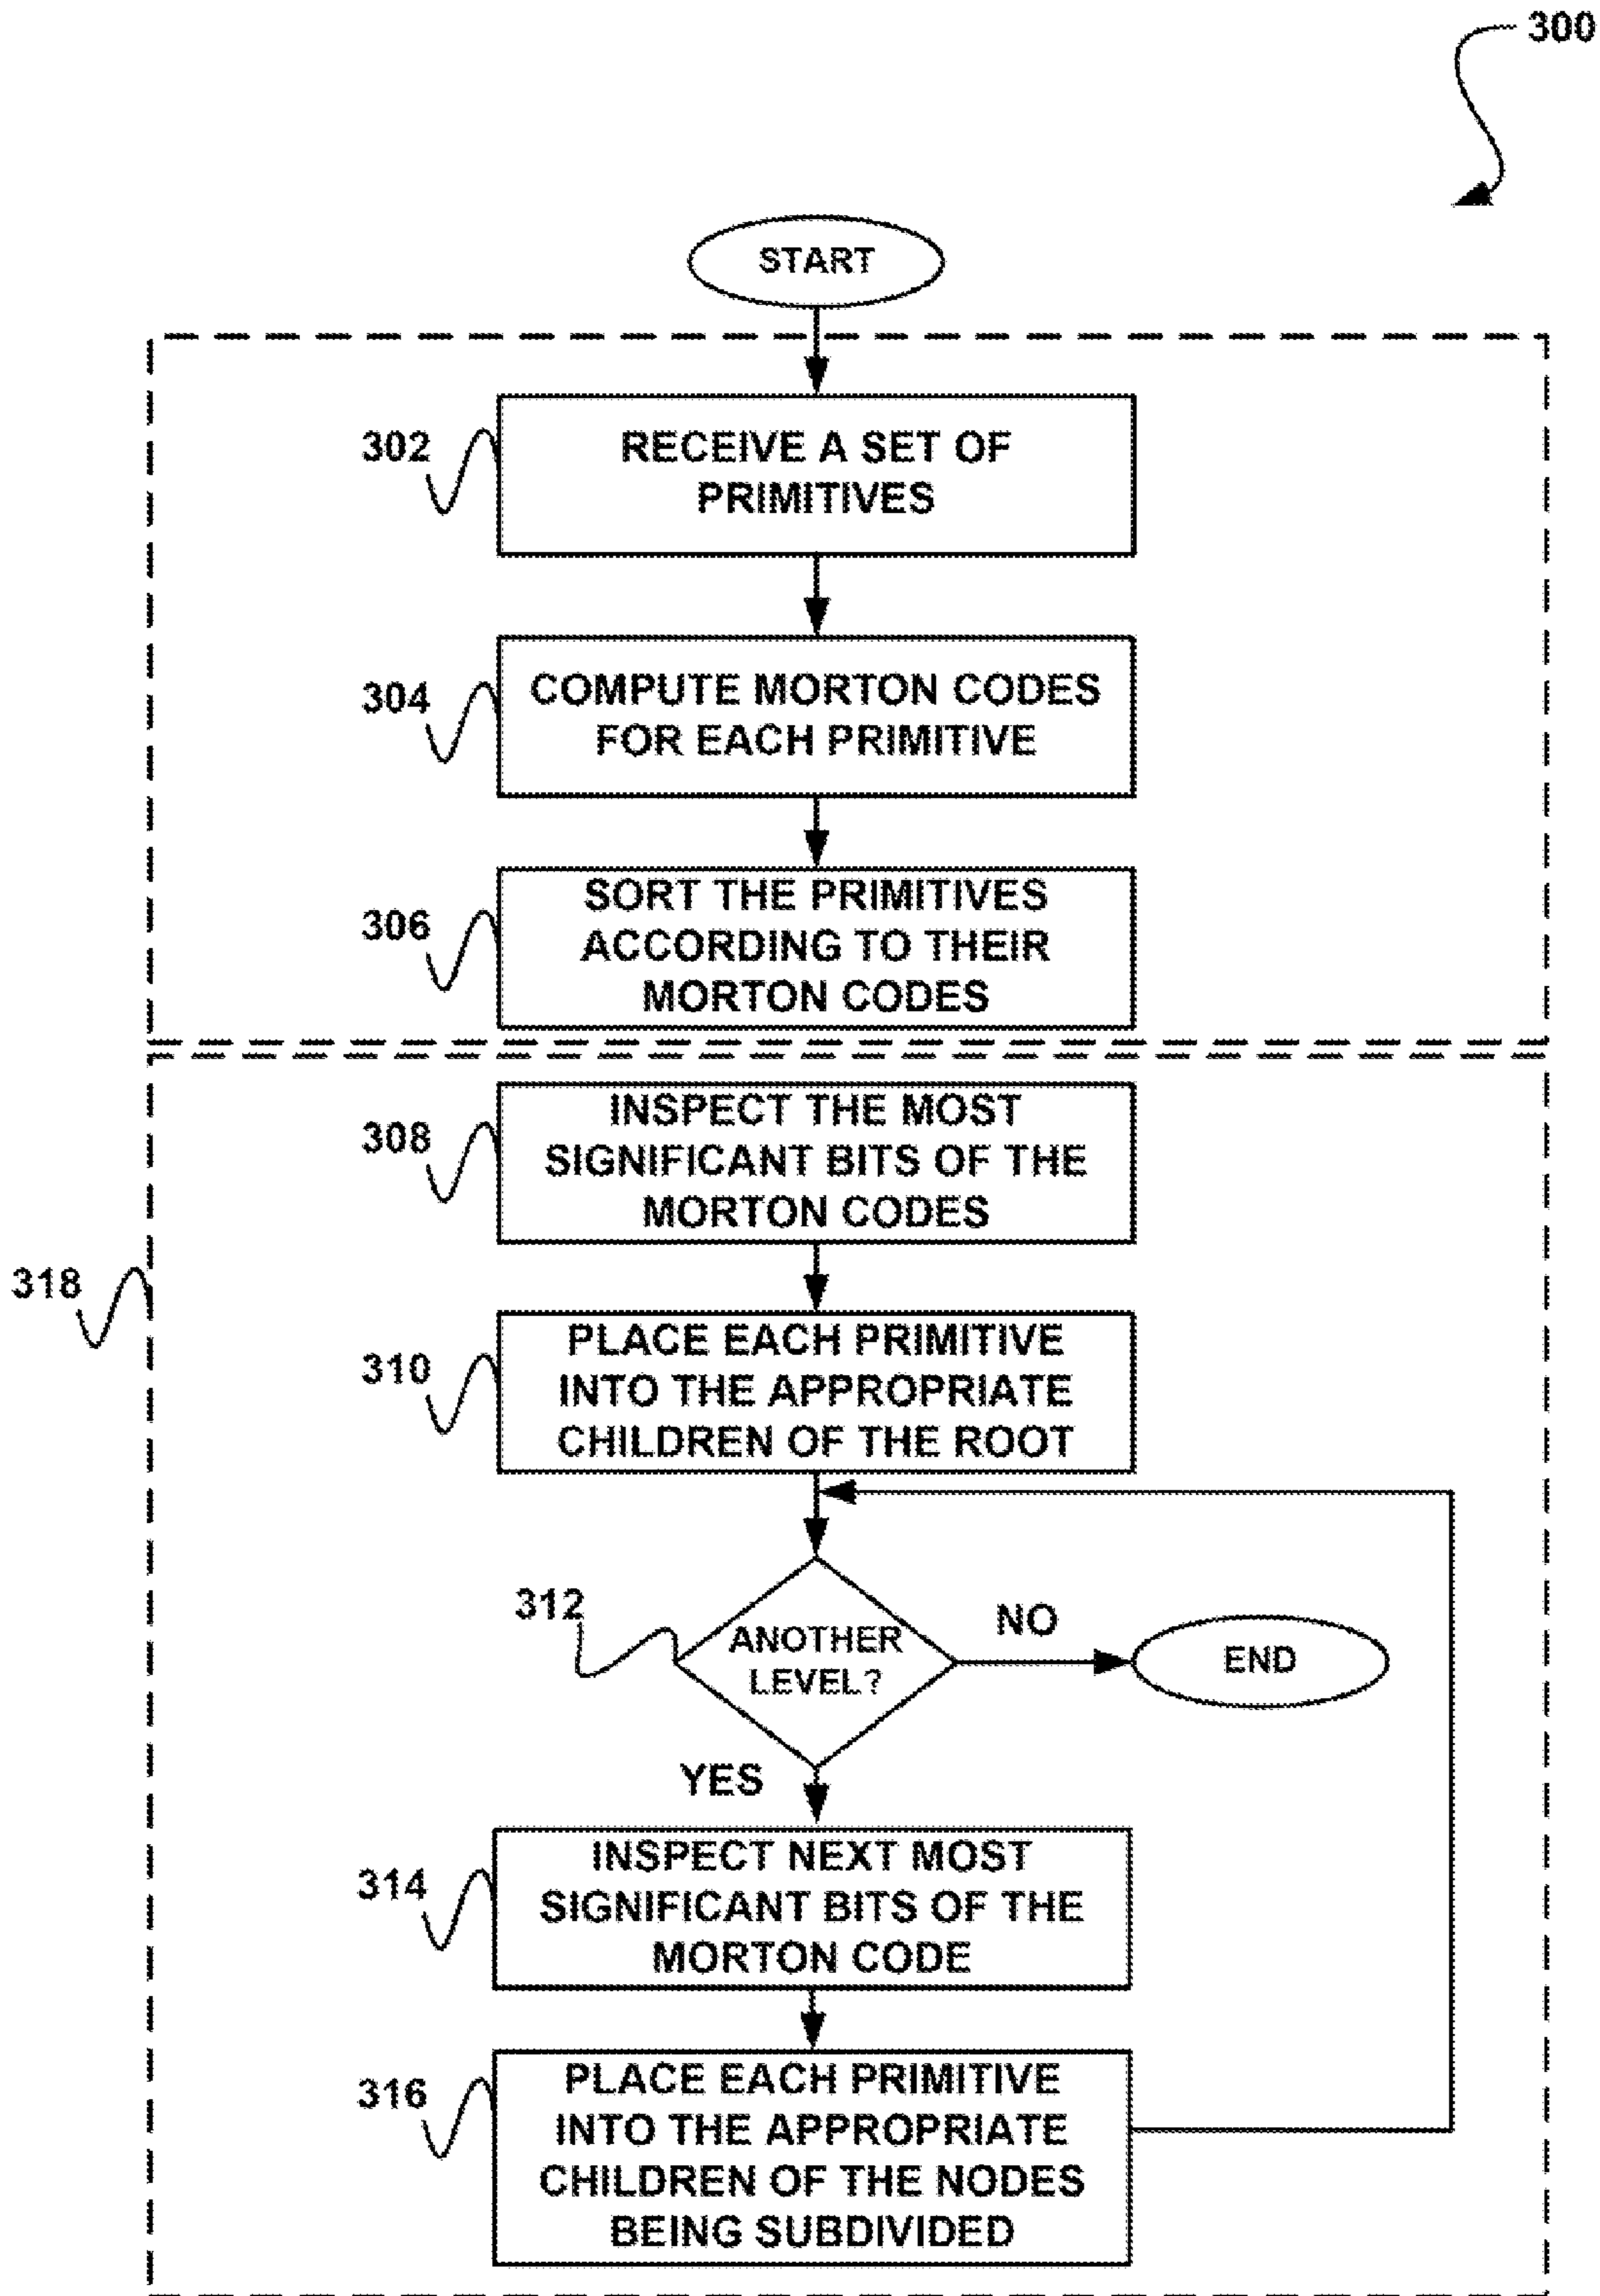 300
START
302
RECEIVE A SET OF
PRIMITIVES
304
COMPUTE MORTON CODES
FOR EACH PRIMITIVE
306
SORT THE PRIMITIVES
ACCORDING TO THEIR
MORTON CODES
308
INSPECT THE MOST
SIGNIFICANT BITS OF THE
MORTON CODES
318
310
PLACE EACH PRIMITIVE
INTO THE APPROPRIATE
CHILDREN OF THE ROOT
312
ANOTHER
LEVEL?
NO
END
YES
314
INSPECT NEXT MOST
SIGNIFICANT BITS OF THE
MORTON CODE
316
PLACE EACH PRIMITIVE
INTO THE APPROPRIATE
CHILDREN OF THE NODES
BEING SUBDIVIDED